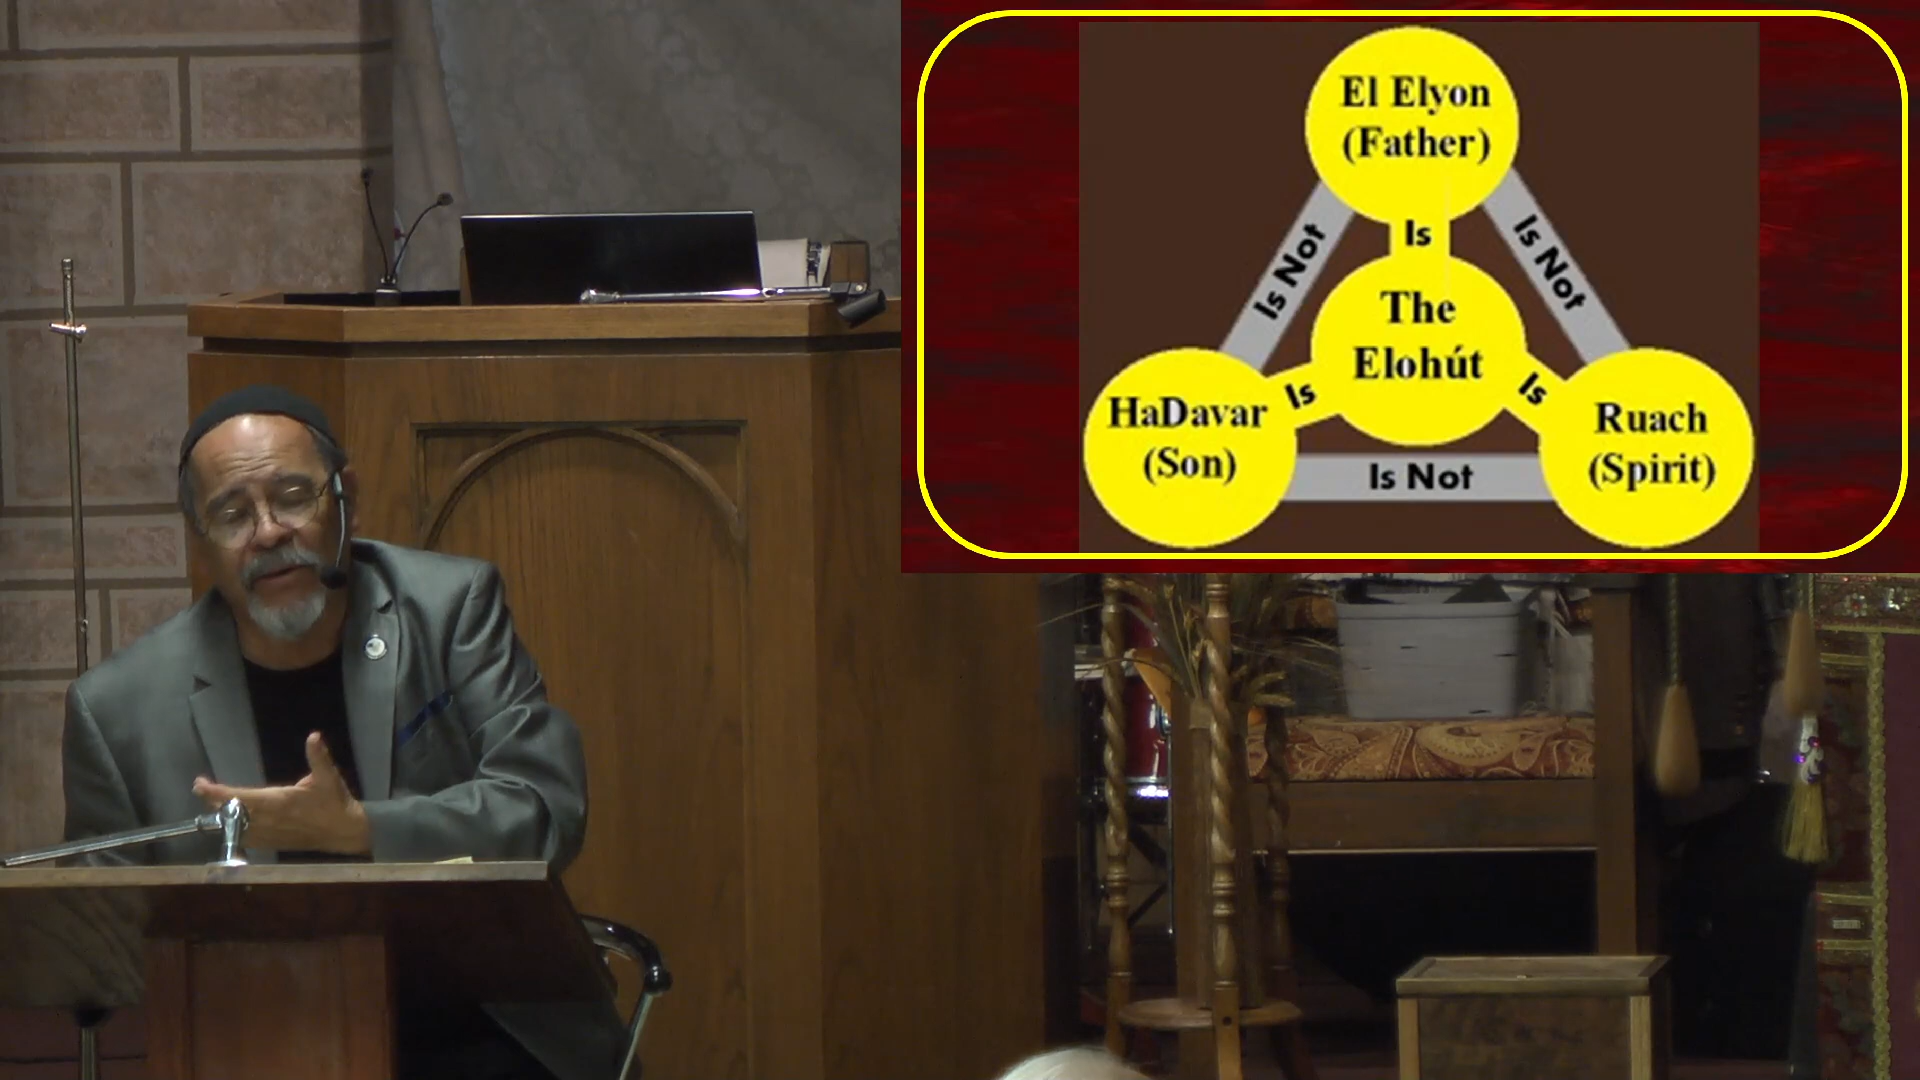 El Elyon
(Father)
Is Not
Is
Is Not
The
Elohút
HaDavar
(Son)
Is
Is
Ruach
(Spirit)
Is Not